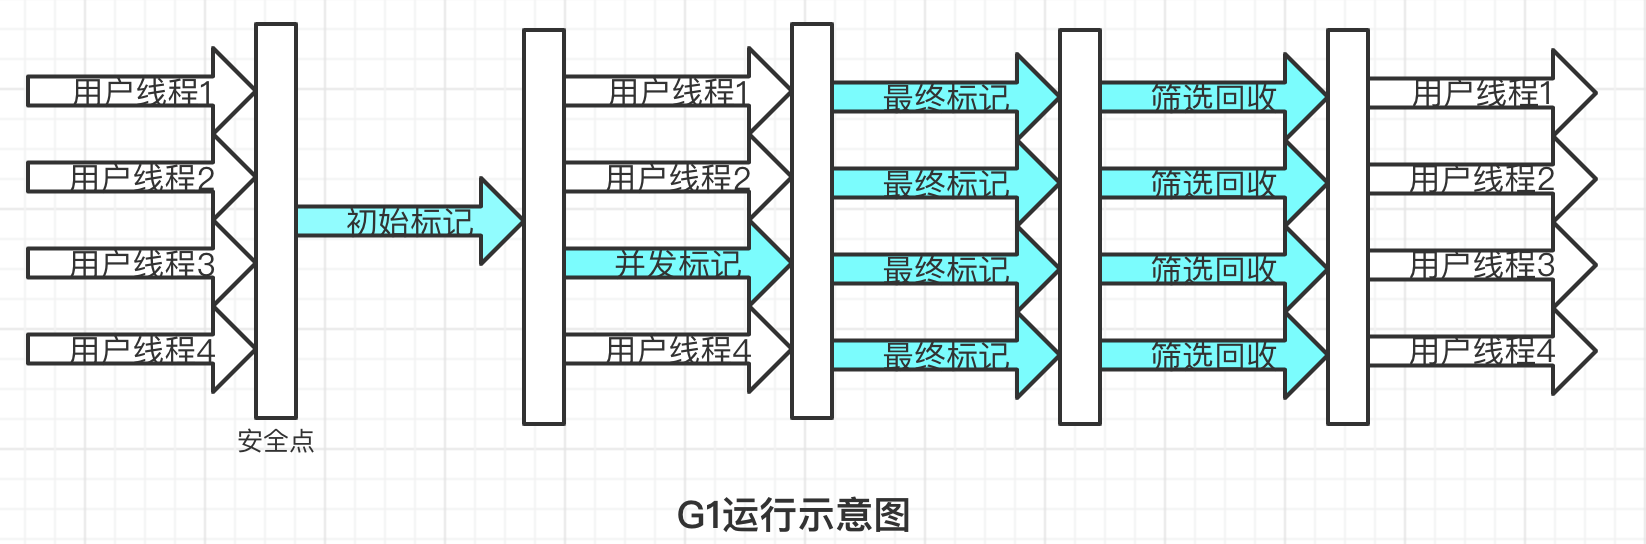 用户线程1
用户线程2
用户线程3
用户线程4
安全点
初始标记
用户线程1
用户线程2
并发标记
用户线程4
最终标记
最终标记
最终标记
最终标记
筛选回收
筛选回收
筛选回收
筛选回收
用户线程1
用户线程2
用户线程3
用户线程4
G1运行示意图